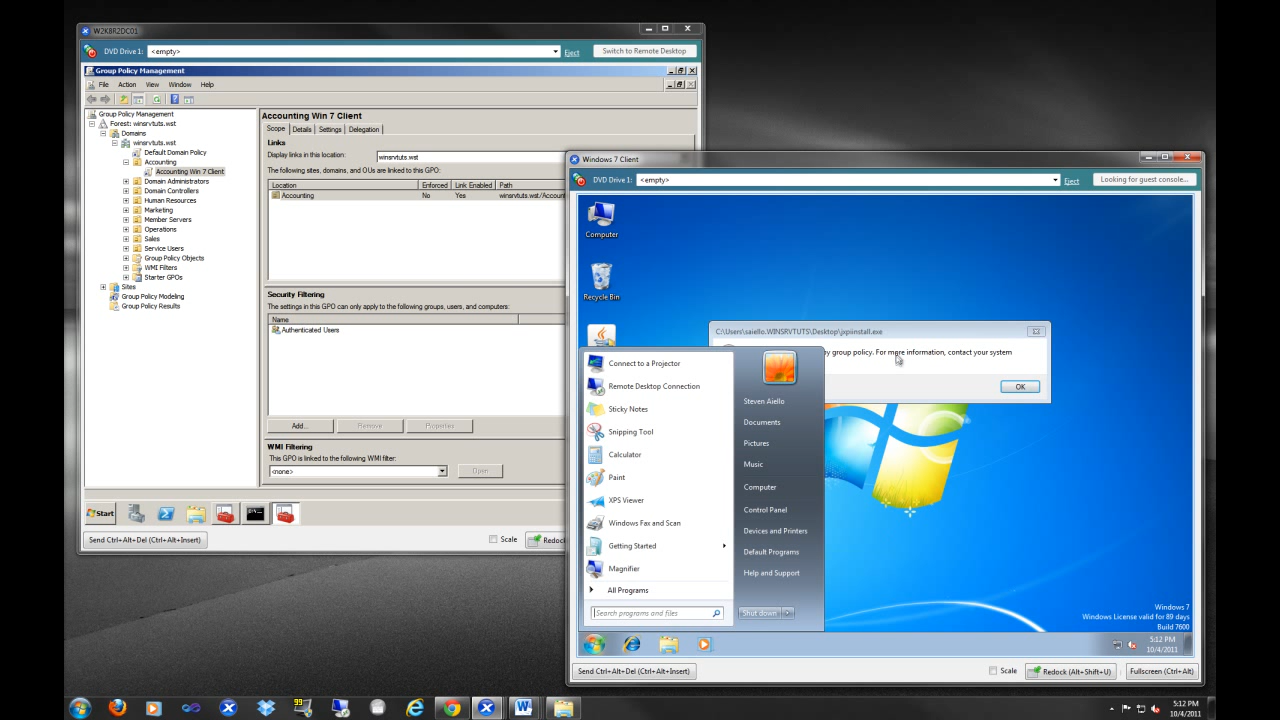 W2K8R2DC01
DVD Drive 1: <empty> Eject Switch to Remote Desktop
Group Policy Management
File Action View Window Help
Group Policy Management
Forest: winsrvtuts.wst
Domains
winsrvtuts.wst
Default Domain Policy
Accounting
Accounting Win 7 Client
Domain Administrators
Domain Controllers
Human Resources
Marketing
Member Servers
Operations
Sales
Service Users
Group Policy Objects
WMI Filters
Starter GPOs
Sites
Group Policy Modeling
Group Policy Results
Accounting Win 7 Client
Scope Details Settings Delegation
Links
Display links in this location: winsrvtuts.wst
The following sites, domains, and OUs are linked to this GPO:
Location Enforced Link Enabled Path
Accounting No Yes winsrvtuts.wst/Accoun
Security Filtering
The settings in this GPO can only apply to the following groups, users, and computers:
Name
Authenticated Users
Add... Remove Properties
WMI Filtering
This GPO is linked to the following WMI filter:
<none> Open
Start
Send Ctrl+Alt+Del (Ctrl+Alt+Insert) Scale Redock
Windows 7 Client
DVD Drive 1: <empty> Eject Looking for guest console...
Computer
Recycle Bin
C:\Users\saiello.WINSRVTUTS\Desktop\jxpiinstall.exe
y group policy. For more information, contact your system
OK
Connect to a Projector
Remote Desktop Connection
Sticky Notes
Snipping Tool
Calculator
Paint
XPS Viewer
Windows Fax and Scan
Getting Started
Magnifier
All Programs
Search programs and files
Steven Aiello
Documents
Pictures
Music
Computer
Control Panel
Devices and Printers
Default Programs
Help and Support
Shut down
Windows 7
Windows License valid for 89 days
Build 7600
5:12 PM
10/4/2011
Send Ctrl+Alt+Del (Ctrl+Alt+Insert) Scale Redock (Alt+Shift+U) Fullscreen (Ctrl+Alt)
99
5:12 PM
10/4/2011